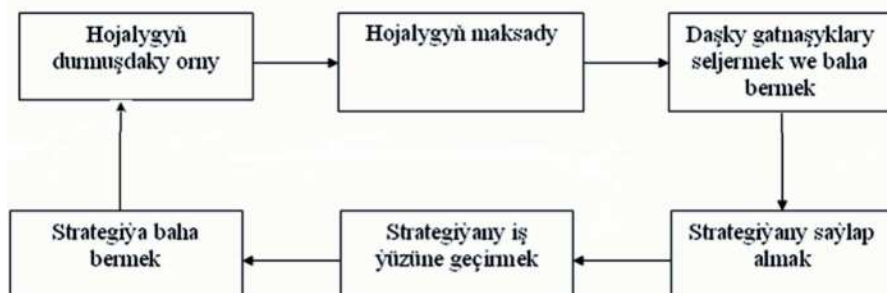 Hojalygyň
durmuşdaky orny
Hojalygyň maksady
Daşky gatnaşyklary
seljermek we baha
bermek
Strategiýany saýlap
almak
Strategiýany iş
ýüzüne geçirmek
Strategiýa baha
bermek